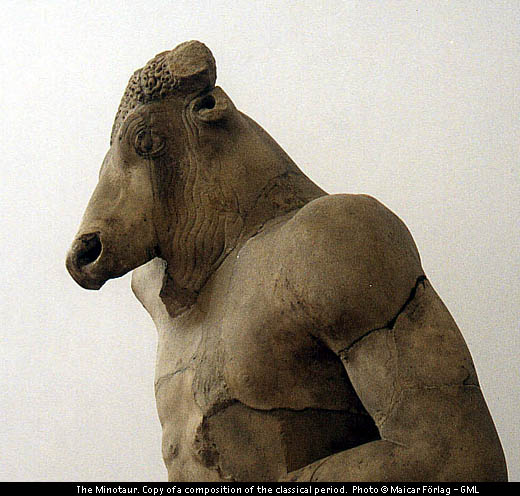 The Minotaur. Copy of a composition of the classical period. Photo © Maicar Förlag – GML